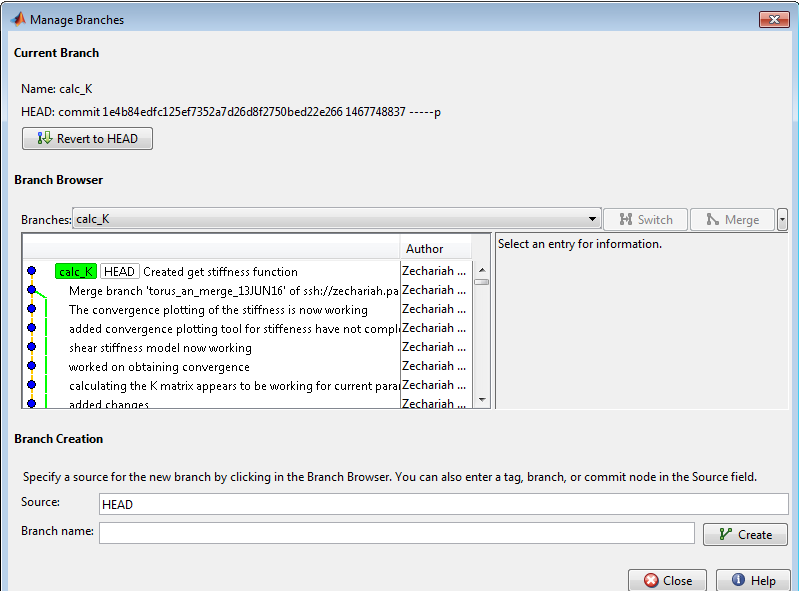 Manage Branches
Current Branch
Name: calc_K
HEAD: commit 1e4b84edfc125ef7352a7d26d8f2750bed22e266 1467748837 -----p
Revert to HEAD
Branch Browser
Branches: calc_K Switch Merge
Author
calc_K HEAD Created get stiffness function Zechariah ...
Merge branch 'torus_an_merge_13JUN16' of ssh://zechariah.pa Zechariah ...
The convergence plotting of the stiffness is now working Zechariah ...
added convergence plotting tool for stiffeness have not comple Zechariah ...
shear stiffness model now working Zechariah ...
worked on obtaining convergence Zechariah ...
calculating the K matrix appears to be working for current parar Zechariah ...
added changes Zechariah ...
Select an entry for information.
Branch Creation
Specify a source for the new branch by clicking in the Branch Browser. You can also enter a tag, branch, or commit node in the Source field.
Source: HEAD
Branch name: Create
Close Help